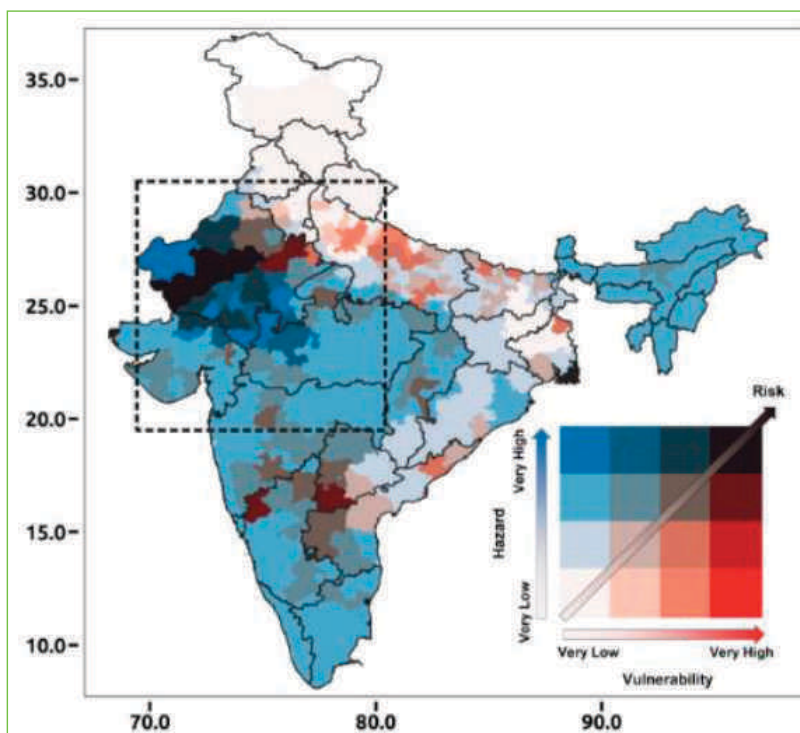 35.0
30.0
25.0
20.0
15.0
10.0
70.0
80.0
90.0
Risk
Very High
Hazard
Very Low
Very Low
Very High
Vulnerability